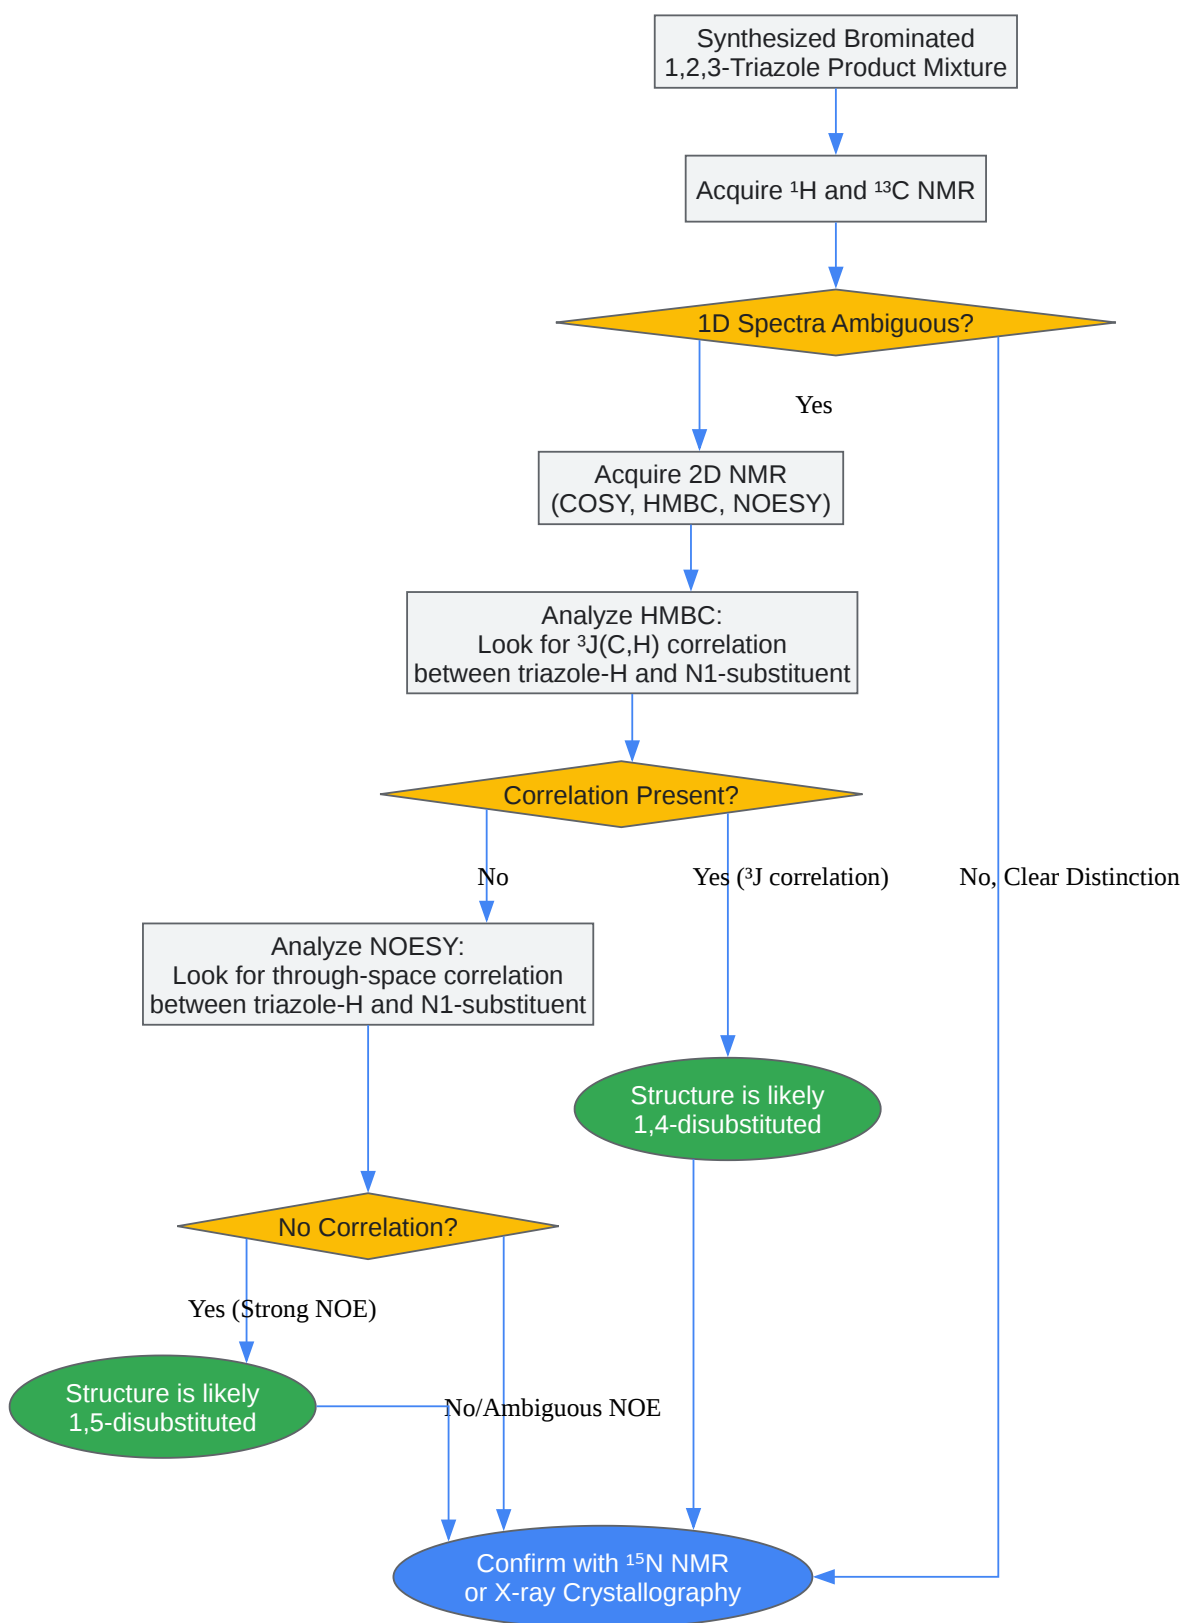 Synthesized Brominated
1,2,3-Triazole Product Mixture
Acquire ¹H and ¹³C NMR
1D Spectra Ambiguous?
Yes
Acquire 2D NMR
(COSY, HMBC, NOESY)
Analyze HMBC:
Look for ³J(C,H) correlation
between triazole-H and N1-substituent
Correlation Present?
No
Yes (³J correlation)
No, Clear Distinction
Analyze NOESY:
Look for through-space correlation
between triazole-H and N1-substituent
Structure is likely
1,4-disubstituted
No Correlation?
Yes (Strong NOE)
Structure is likely
1,5-disubstituted
No/Ambiguous NOE
Confirm with ¹⁵N NMR
or X-ray Crystallography